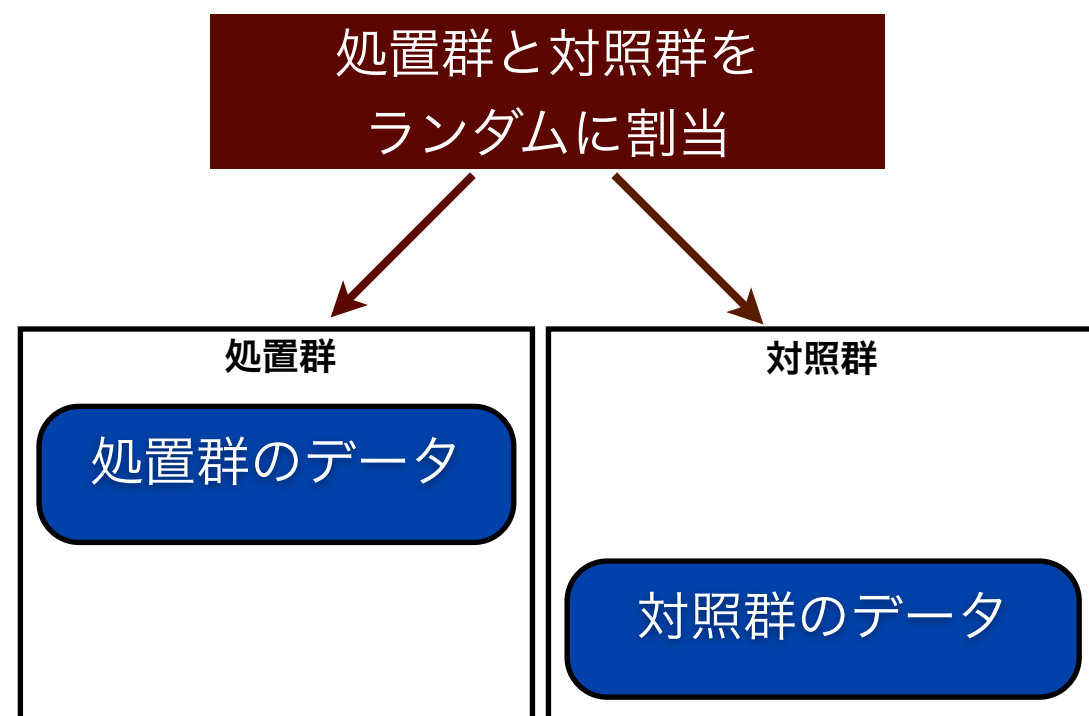 処置群と対照群を
ランダムに割当
処置群
対照群
処置群のデータ
対照群のデータ